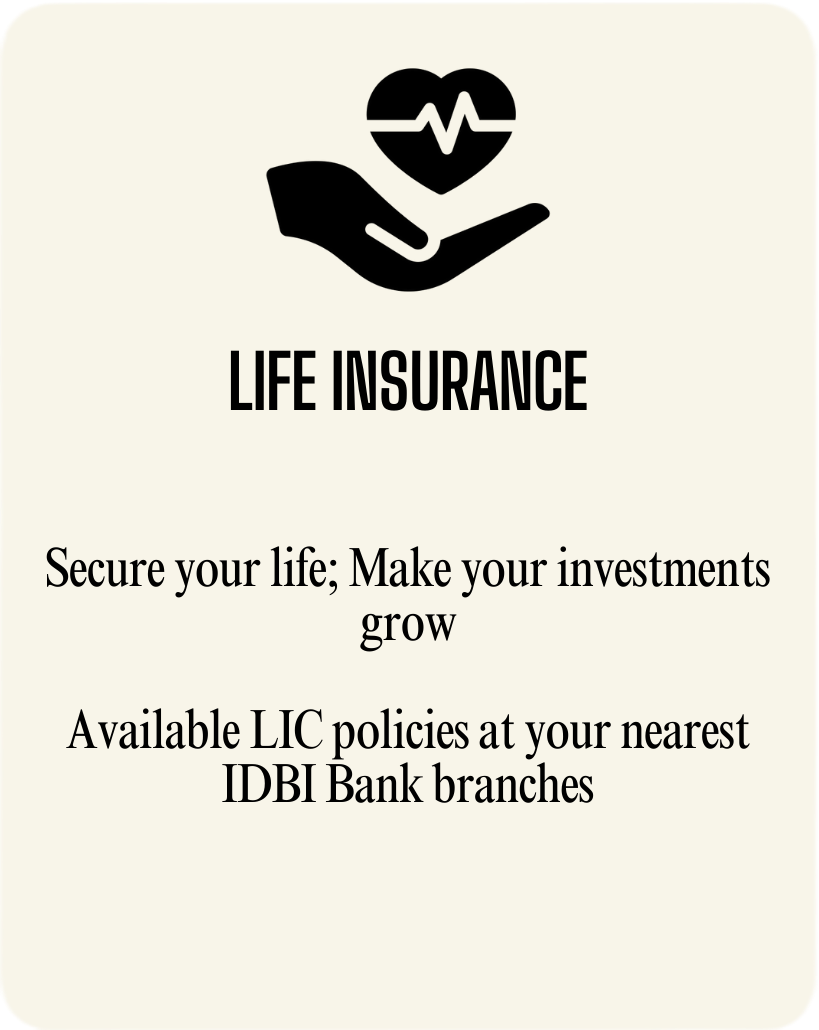 LIFE INSURANCE
Secure your life; Make your investments
grow
Available LIC policies at your nearest
IDBI Bank branches